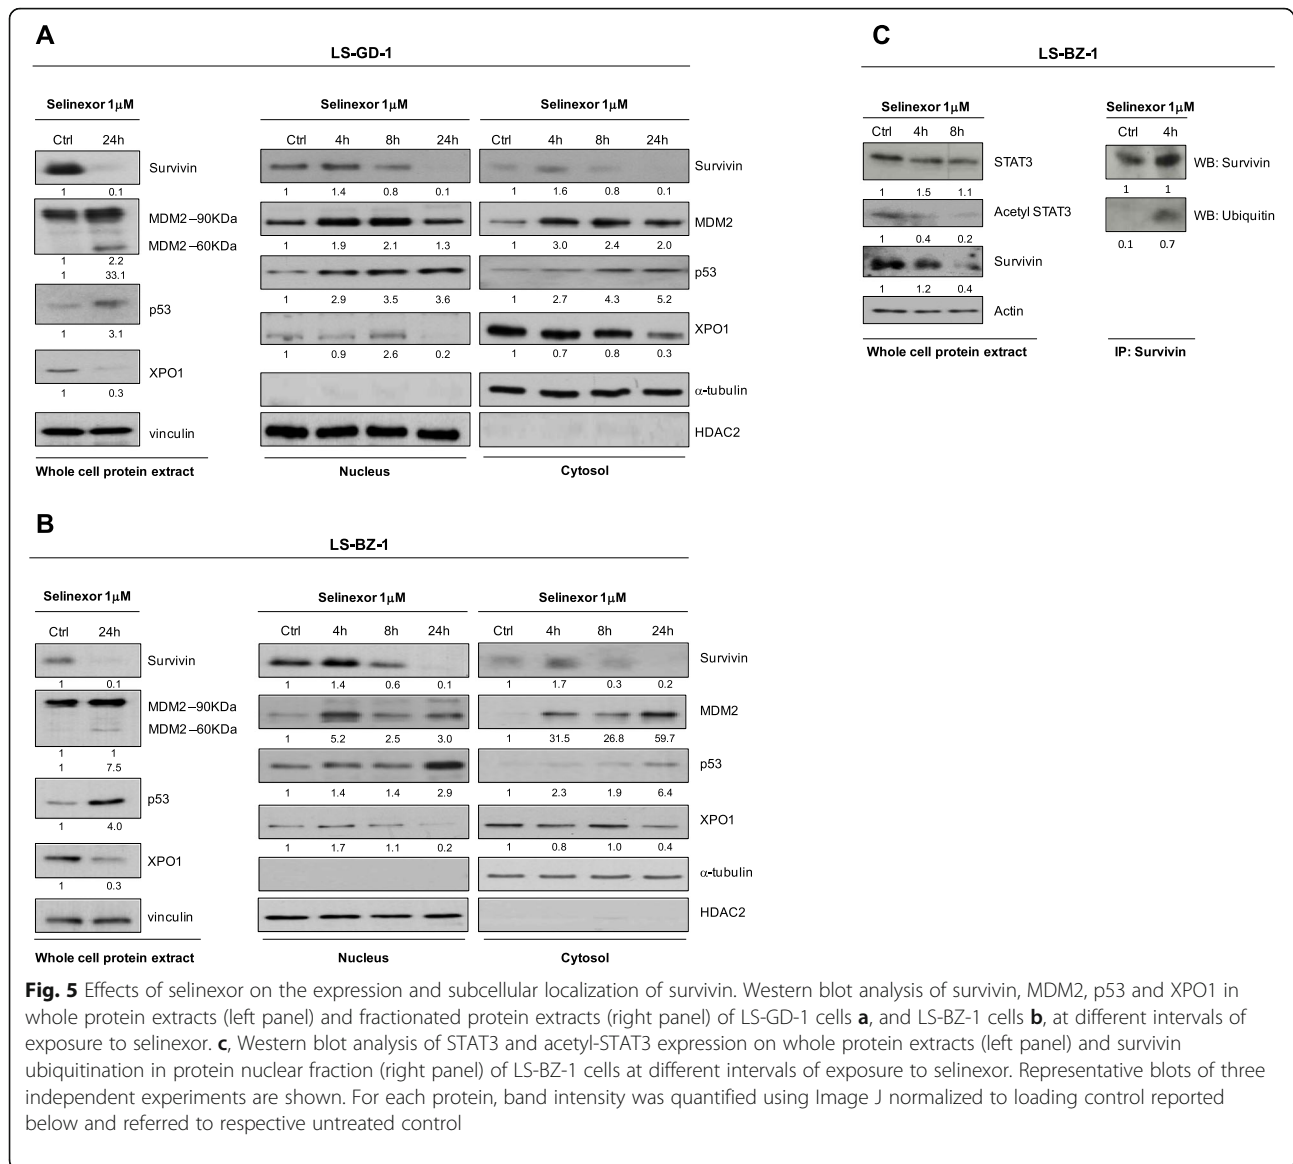 A
LS-GD-1
Selinexor 1μM
Ctrl 24h
Survivin
1 0.1
MDM2–90KDa
MDM2–60KDa
1 2.2
1 33.1
p53
1 3.1
XPO1
1 0.3
vinculin
Whole cell protein extract
Selinexor 1μM
Ctrl 4h 8h 24h
1 1.4 0.8 0.1
1 1.9 2.1 1.3
1 2.9 3.5 3.6
1 0.9 2.6 0.2
Nucleus
Selinexor 1μM
Ctrl 4h 8h 24h
Survivin
1 1.6 0.8 0.1
MDM2
1 3.0 2.4 2.0
p53
1 2.7 4.3 5.2
XPO1
1 0.7 0.8 0.3
α-tubulin
HDAC2
Cytosol
C
LS-BZ-1
Selinexor 1μM
Ctrl 4h 8h
STAT3
1 1.5 1.1
Acetyl STAT3
1 0.4 0.2
Survivin
1 1.2 0.4
Actin
Whole cell protein extract
Selinexor 1μM
Ctrl 4h
WB: Survivin
1 1
WB: Ubiquitin
0.1 0.7
IP: Survivin
B
LS-BZ-1
Selinexor 1μM
Ctrl 24h
Survivin
1 0.1
MDM2–90KDa
MDM2–60KDa
1 1
1 7.5
p53
1 4.0
XPO1
1 0.3
vinculin
Whole cell protein extract
Selinexor 1μM
Ctrl 4h 8h 24h
1 1.4 0.6 0.1
1 5.2 2.5 3.0
1 1.4 1.4 2.9
1 1.7 1.1 0.2
Nucleus
Selinexor 1μM
Ctrl 4h 8h 24h
Survivin
1 1.7 0.3 0.2
MDM2
1 31.5 26.8 59.7
p53
1 2.3 1.9 6.4
XPO1
1 0.8 1.0 0.4
α-tubulin
HDAC2
Cytosol
Fig. 5 Effects of selinexor on the expression and subcellular localization of survivin. Western blot analysis of survivin, MDM2, p53 and XPO1 in
whole protein extracts (left panel) and fractionated protein extracts (right panel) of LS-GD-1 cells a, and LS-BZ-1 cells b, at different intervals of
exposure to selinexor. c, Western blot analysis of STAT3 and acetyl-STAT3 expression on whole protein extracts (left panel) and survivin
ubiquitination in protein nuclear fraction (right panel) of LS-BZ-1 cells at different intervals of exposure to selinexor. Representative blots of three
independent experiments are shown. For each protein, band intensity was quantified using Image J normalized to loading control reported
below and referred to respective untreated control